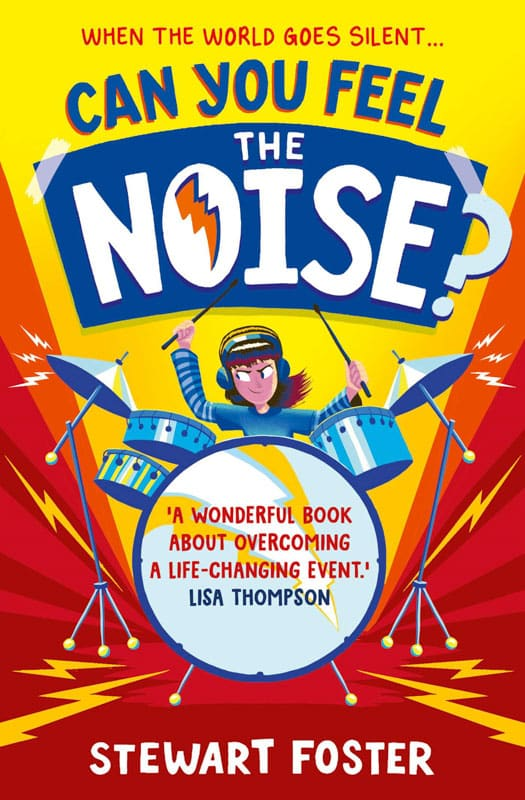 WHEN THE WORLD GOES SILENT...
CAN YOU FEEL
THE
NOISE?
'A WONDERFUL BOOK
ABOUT OVERCOMING
A LIFE-CHANGING EVENT.'
LISA THOMPSON
STEWART FOSTER